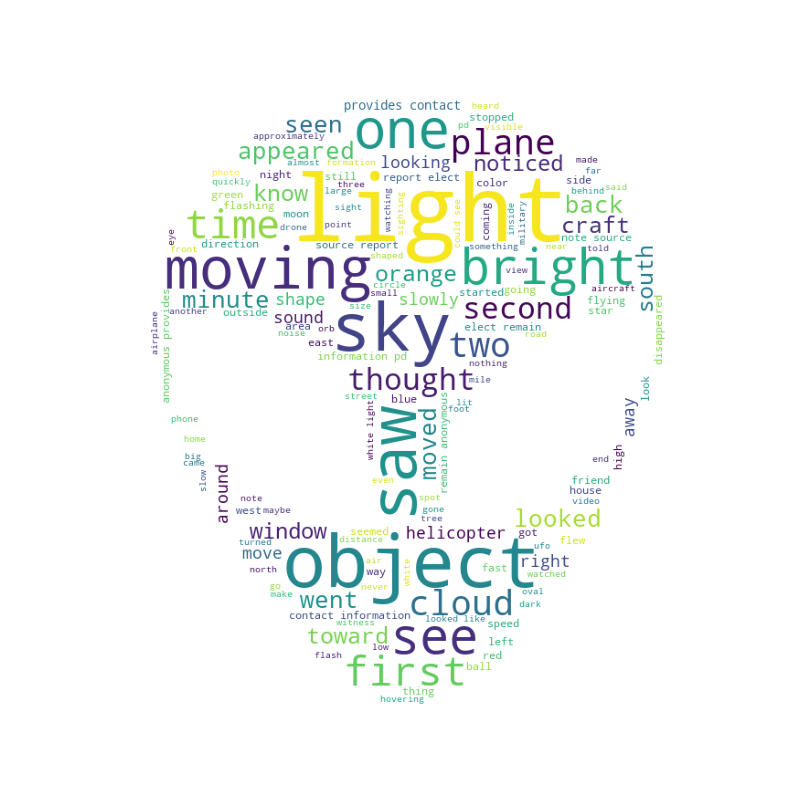 heard
provides contact
stopped
seen
one
pd
visible
approximately
plane
appeared
looking
noticed
made
almost
formation
photo
night
still
report elect
far
quickly
three
color
side
said
green
know
large
light
watching
sighting
could see
coming
inside
military
behind
back
flashing
time
moon
sight
drone
point
craft
eye
direction
source report
something
note source
near
told
outside
shaped
view
moving
orange
bright
going
aircraft
south
circle
minute
shape
small
slowly
started
flying
another
sound
size
sky
second
star
area
orb
elect remain
noise
two
road
airplane
east
information pd
nothing
disappeared
anonymous provides
thought
mile
look
street
blue
lit
white light
saw
moved
foot
remain anonymous
away
phone
home
big
came
slow
around
high
end
friend
house
video
note
even
spot
west
maybe
gone
looked
window
seemed
tree
helicopter
got
turned
distance
ufo
flew
move
object
right
north
air
way
white
fast
watched
go
never
make
went
cloud
oval
dark
contact information
witness
looked like
speed
toward
see
left
low
red
flash
first
ball
thing
hovering